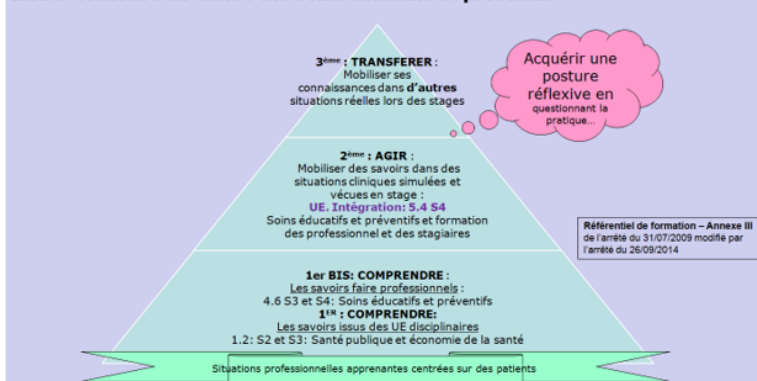 3ème : TRANSFERER :
Mobiliser ses
connaissances dans d'autres
situations réelles lors des stages
Acquérir une
posture
réflexive en
questionnant la
pratique...
2ème : AGIR :
Mobiliser des savoirs dans des
situations cliniques simulées et
vécues en stage :
UE. Intégration: 5.4 S4
Soins éducatifs et préventifs et formation
des professionnel et des stagiaires
Référentiel de formation – Annexe III
de l'arrêté du 31/07/2009 modifié par
l'arrêté du 26/09/2014
1er BIS: COMPRENDRE :
Les savoirs faire professionnels :
4.6 S3 et S4: Soins éducatifs et préventifs
1ER : COMPRENDRE:
Les savoirs issus des UE disciplinaires
1.2: S2 et S3: Santé publique et économie de la santé
Situations professionnelles apprenantes centrées sur des patients